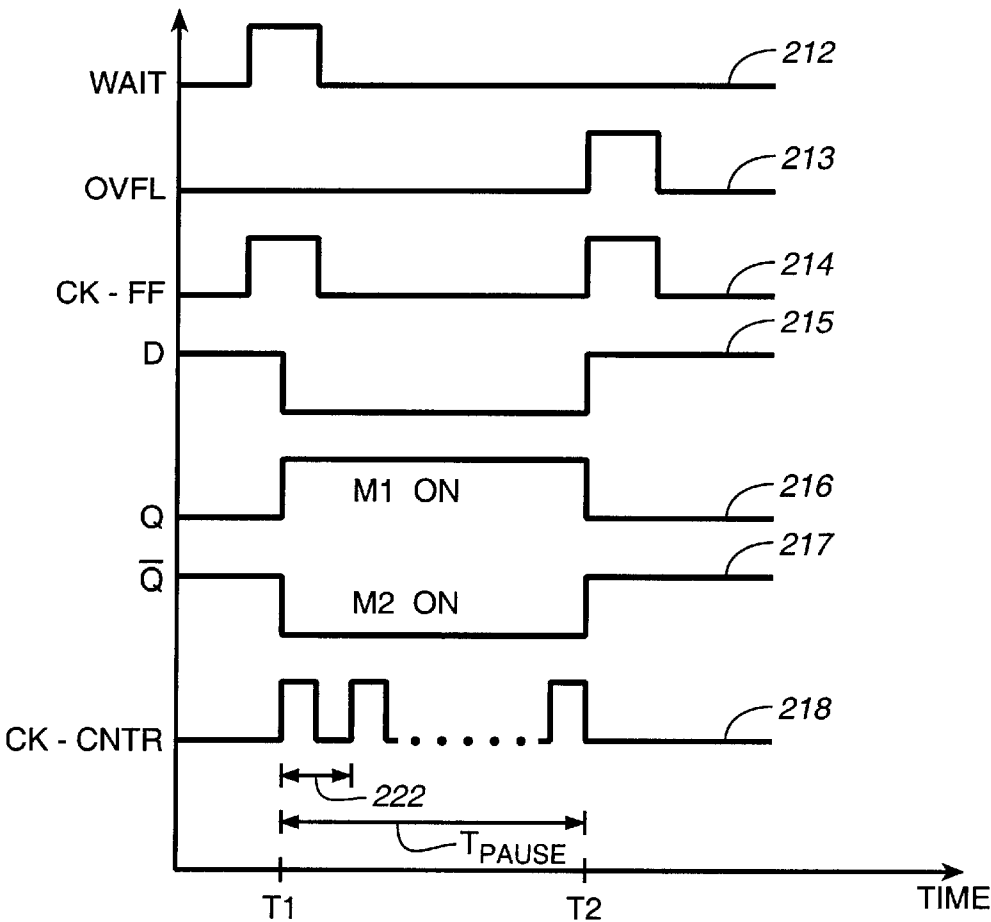 WAIT
212
OVFL
213
CK - FF
214
D
215
M1 ON
Q
216
Q̅
217
M2 ON
CK - CNTR
218
222
TPAUSE
T1
T2
TIME